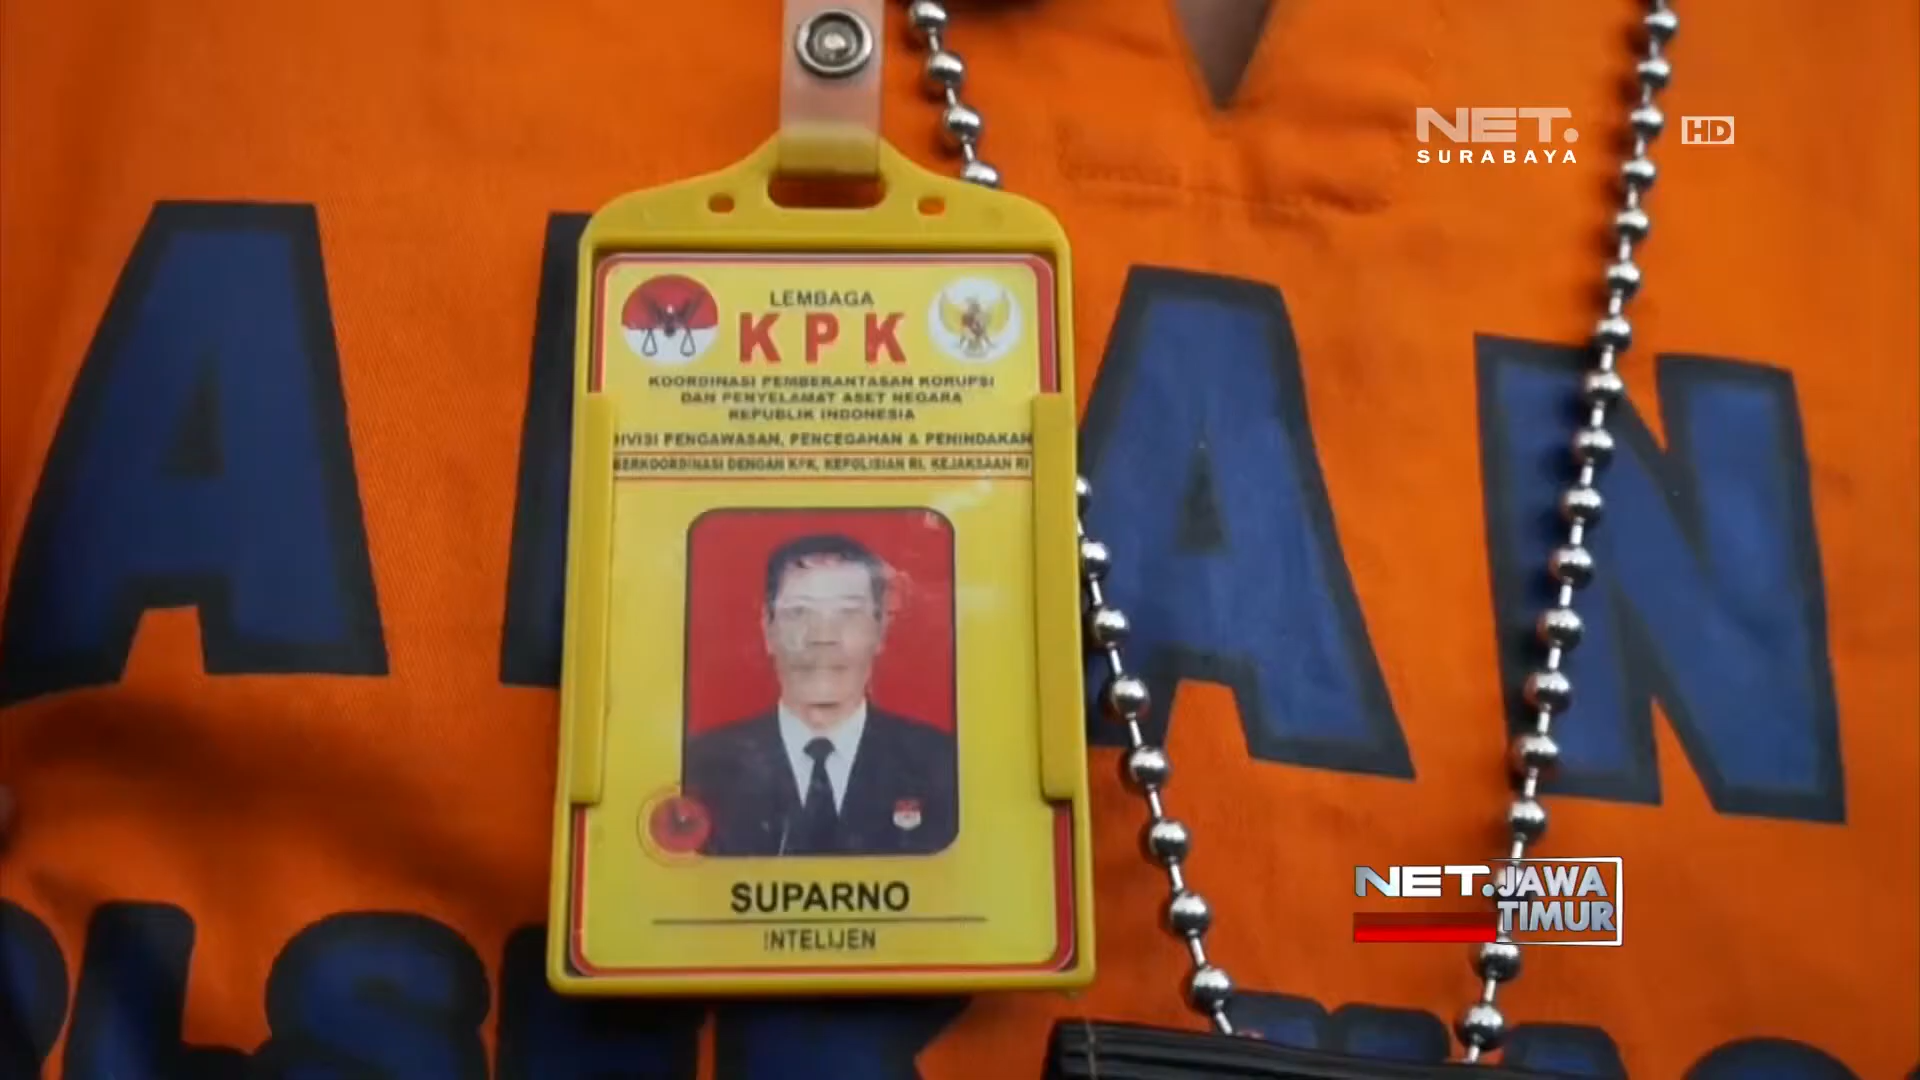 NET.
SURABAYA
HD
LEMBAGA
KPK
KOORDINASI PEMBERANTASAN KORUPSI
DAN PENYELAMAT ASET NEGARA
REPUBLIK INDONESIA
DIVISI PENGAWASAN, PENCEGAHAN & PENINDAKAN
BERKOORDINASI DENGAN KPK, KEPOLISIAN RI, KEJAKSAAN RI
SUPARNO
INTELIJEN
NET. JAWA
TIMUR